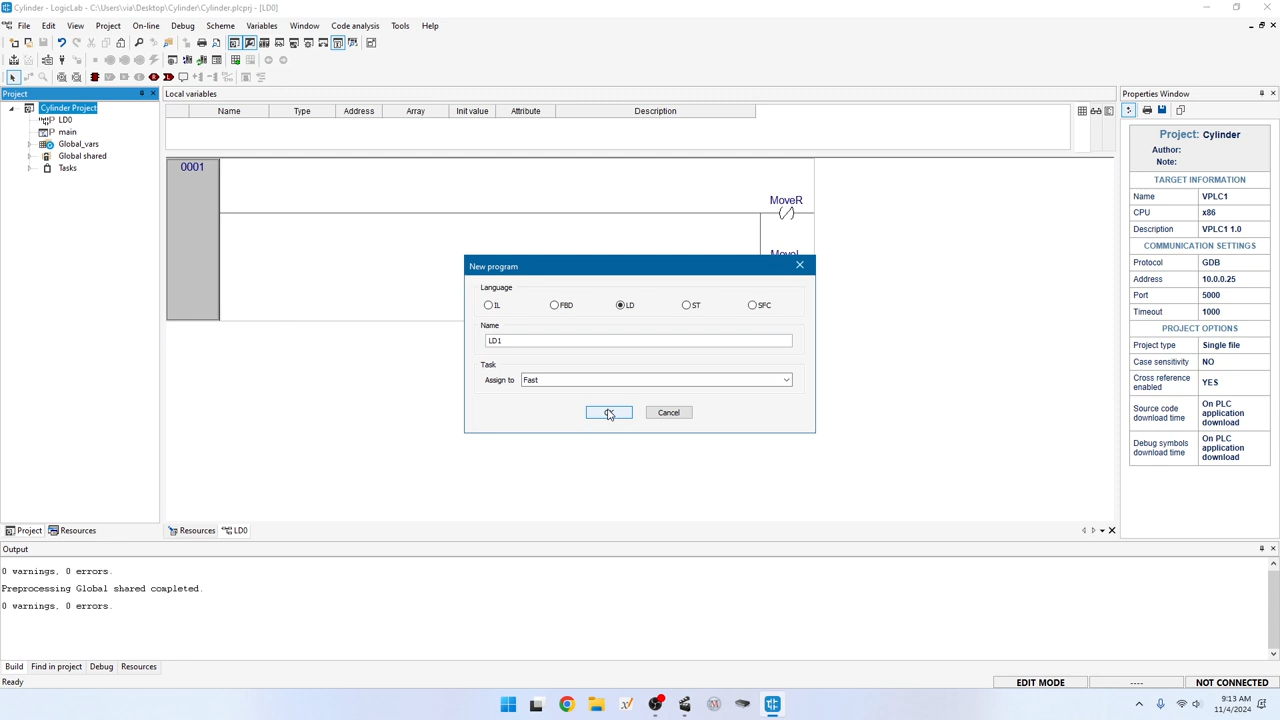 Cylinder - LogicLab - C:\Users\via\Desktop\Cylinder\Cylinder.plcprj - [LD0]
File Edit View Project On-line Debug Scheme Variables Window Code analysis Tools Help
Project
Cylinder Project
LD0
main
Global_vars
Global shared
Tasks
Project Resources
Local variables
Name Type Address Array Init value Attribute Description
0001
MoveR
New program
Language
IL FBD LD ST SFC
Name
LD1
Task
Assign to Fast
Cancel
Resources LD0
Properties Window
Project: Cylinder
Author:
Note:
TARGET INFORMATION
Name VPLC1
CPU x86
Description VPLC1 1.0
COMMUNICATION SETTINGS
Protocol GDB
Address 10.0.0.25
Port 5000
Timeout 1000
PROJECT OPTIONS
Project type Single file
Case sensitivity NO
Cross reference enabled YES
Source code download time On PLC application download
Debug symbols download time On PLC application download
Output
0 warnings, 0 errors.
Preprocessing Global shared completed.
0 warnings, 0 errors.
Build Find in project Debug Resources
Ready EDIT MODE ---- NOT CONNECTED
9:13 AM
11/4/2024